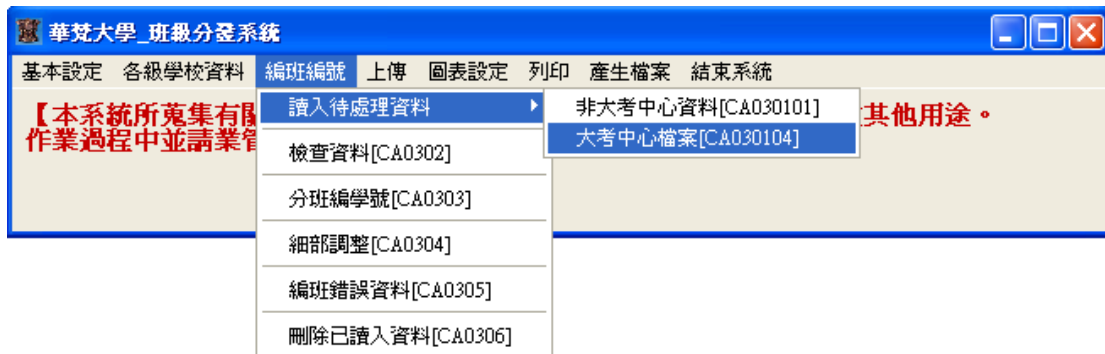 華梵大學_班級分發系統
基本設定 各級學校資料 編班編號 上傳 圖表設定 列印 產生檔案 結束系統
【本系統所蒐集有
其他用途。
作業過程中並請業
讀入待處理資料
非大考中心資料[CA030101]
大考中心檔案[CA030104]
檢查資料[CA0302]
分班編學號[CA0303]
細部調整[CA0304]
編班錯誤資料[CA0305]
刪除已讀入資料[CA0306]